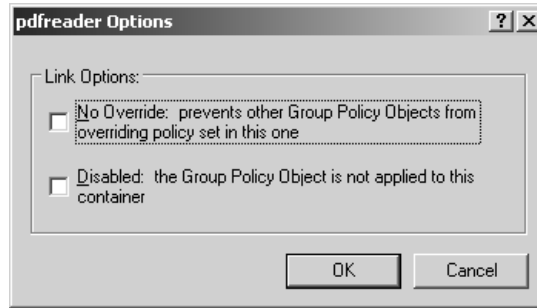 pdfreader Options
Link Options:
No Override: prevents other Group Policy Objects from
overriding policy set in this one
Disabled: the Group Policy Object is not applied to this
container
OK Cancel